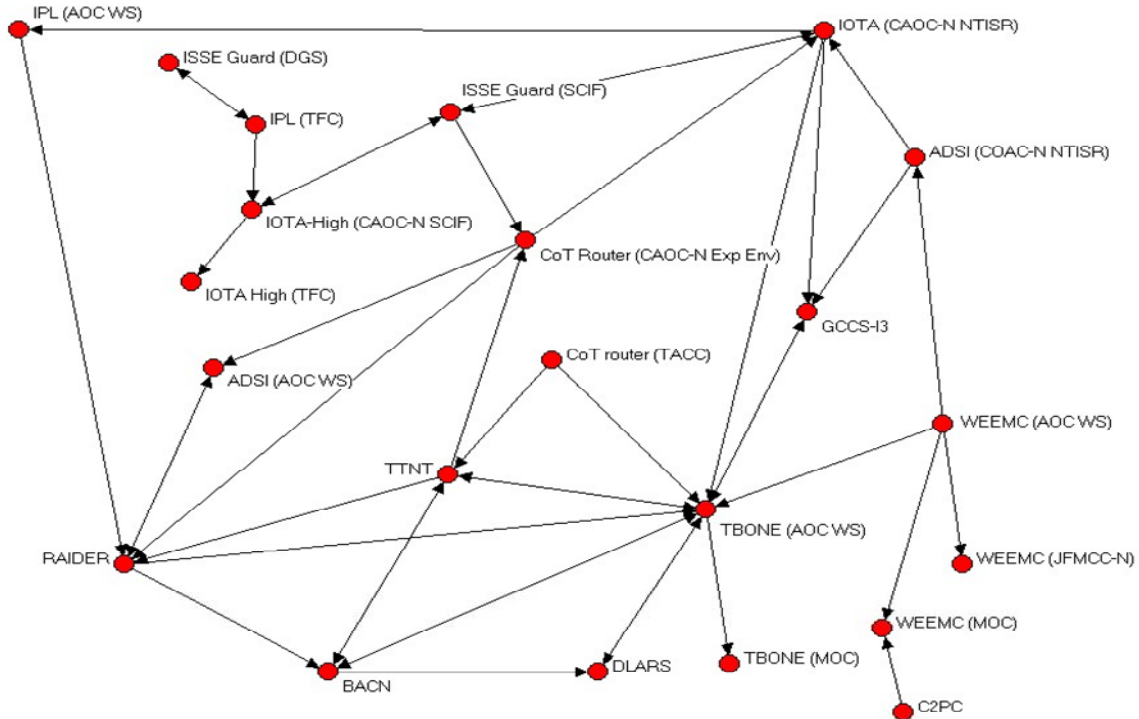 IPL (AOC WS)
IOTA (CAOC-N NTISR)
ISSE Guard (DGS)
ISSE Guard (SCIF)
IPL (TFC)
ADSI (COAC-N NTISR)
IOTA-High (CAOC-N SCIF)
CoT Router (CAOC-N Exp Env)
IOTA High (TFC)
GCCS-I3
CoT router (TACC)
ADSI (AOC WS)
WEEMC (AOC WS)
TTNT
TBONE (AOC WS)
RAIDER
WEEMC (JFMCC-N)
WEEMC (MOC)
TBONE (MOC)
DLARS
BACN
C2PC